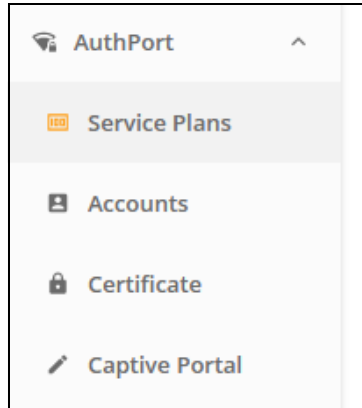 AuthPort
Service Plans
Accounts
Certificate
Captive Portal